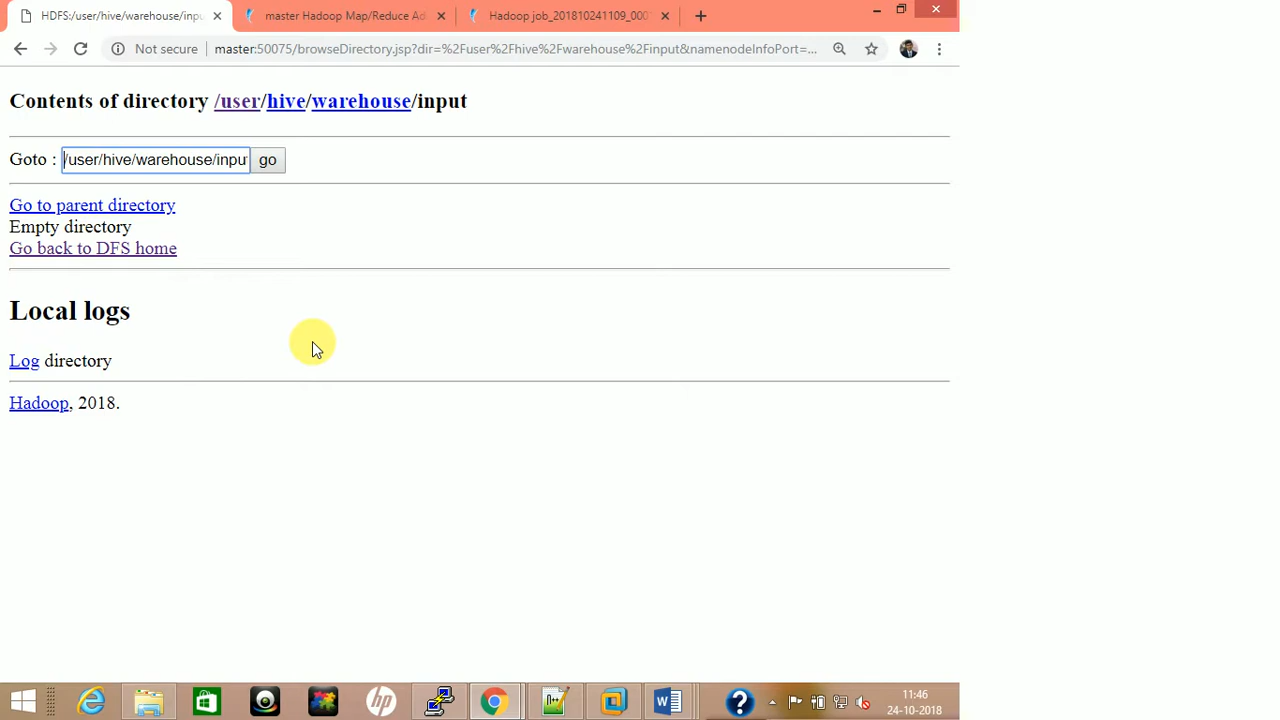 HDFS:/user/hive/warehouse/inpu
master Hadoop Map/Reduce Ad
Hadoop job_201810241109_000
Not secure
master:50075/browseDirectory.jsp?dir=%2Fuser%2Fhive%2Fwarehouse%2Finput&namenodeInfoPort=...
Contents of directory /user/hive/warehouse/input
Goto : /user/hive/warehouse/inpu go
Go to parent directory
Empty directory
Go back to DFS home
Local logs
Log directory
Hadoop, 2018.
hp
11:46
24-10-2018